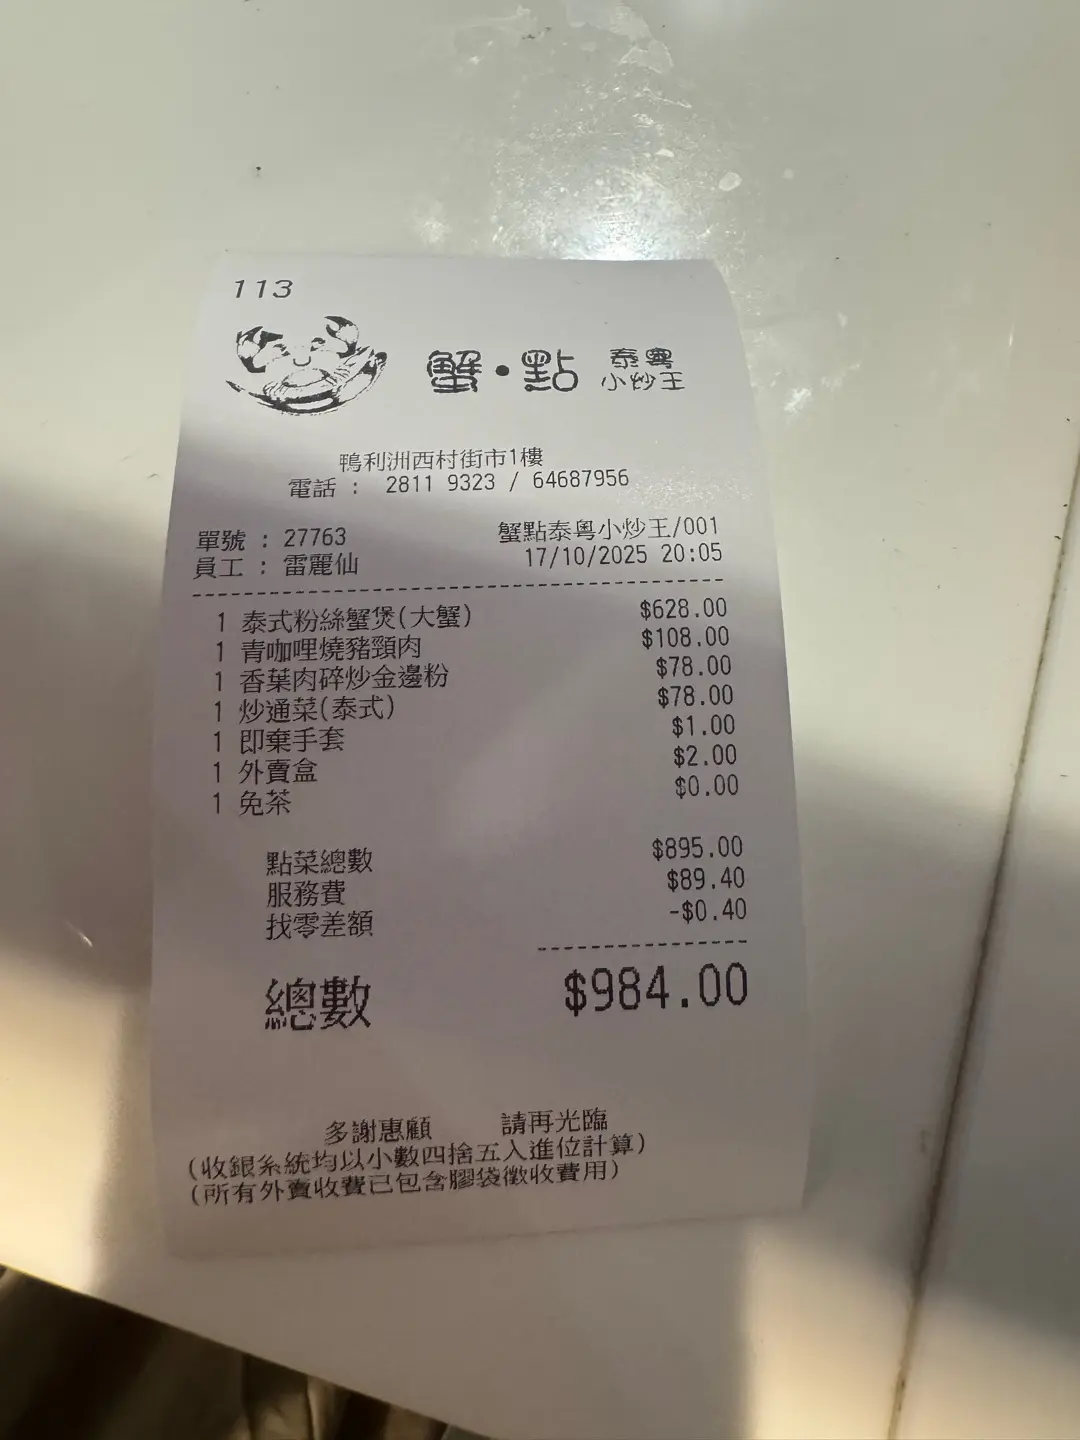 113
蟹•點 泰粵小炒王
鴨利洲西村街市1樓
電話 : 2811 9323 / 64687956
單號 : 27763 蟹點泰粵小炒王/001
員工 : 雷麗仙 17/10/2025 20:05
1 泰式粉絲蟹煲(大蟹) $628.00
1 青咖哩燒豬頸肉 $108.00
1 香葉肉碎炒金邊粉 $78.00
1 炒通菜(泰式) $78.00
1 即棄手套 $1.00
1 外賣盒 $2.00
1 免茶 $0.00
點菜總數 $895.00
服務費 $89.40
找零差額 -$0.40
總數 $984.00
多謝惠顧 請再光臨
(收銀系統均以小數四捨五入進位計算)
(所有外賣收費已包含膠袋徵收費用)